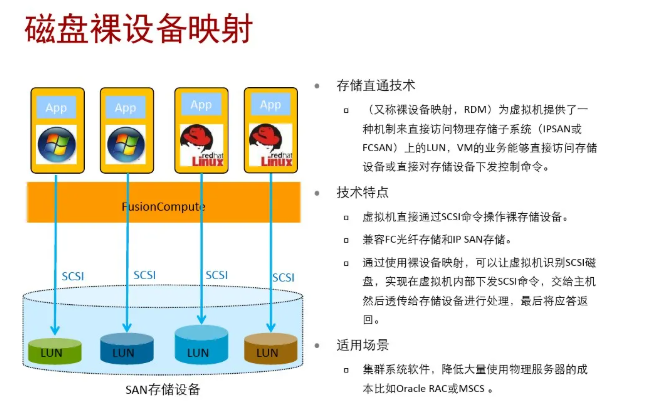 磁盘裸设备映射
App
App
App
App
redhat
Linux
redhat
Linux
FusionCompute
SCSI
SCSI
SCSI
SCSI
LUN
LUN
LUN
LUN
SAN存储设备
• 存储直通技术
（又称裸设备映射，RDM）为虚拟机提供了一
种机制来直接访问物理存储子系统（IPSAN或
FCSAN）上的LUN，VM的业务能够直接访问存储
设备或直接对存储设备下发控制命令。
• 技术特点
虚拟机直接通过SCSI命令操作裸存储设备。
兼容FC光纤存储和IP SAN存储。
通过使用裸设备映射，可以让虚拟机识别SCSI磁
盘，实现在虚拟机内部下发SCSI命令，交给主机
然后透传给存储设备进行处理，最后将应答返
回。
• 适用场景
集群系统软件，降低大量使用物理服务器的成
本比如Oracle RAC或MSCS 。